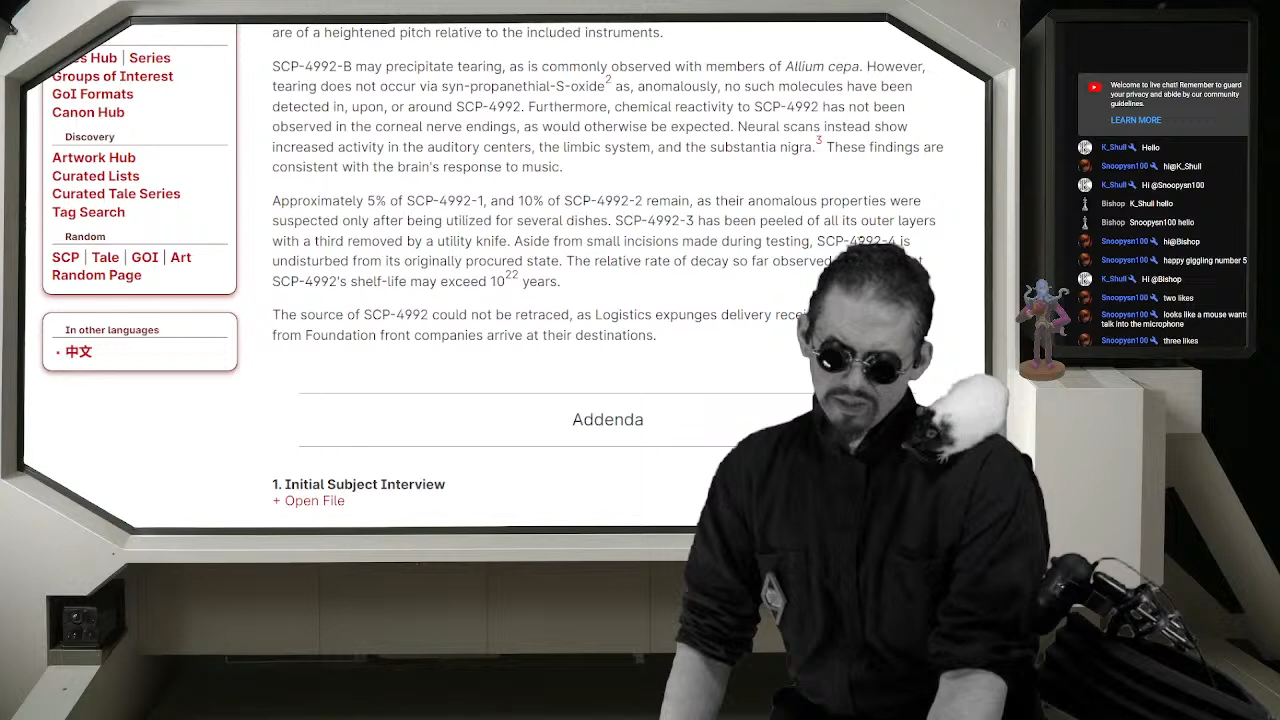 es Hub | Series
Groups of Interest
GoI Formats
Canon Hub
Discovery
Artwork Hub
Curated Lists
Curated Tale Series
Tag Search
Random
SCP | Tale | GOI | Art
Random Page
In other languages
中文
are of a heightened pitch relative to the included instruments.
SCP-4992-B may precipitate tearing, as is commonly observed with members of Allium cepa. However,
tearing does not occur via syn-propanethial-S-oxide2 as, anomalously, no such molecules have been
detected in, upon, or around SCP-4992. Furthermore, chemical reactivity to SCP-4992 has not been
observed in the corneal nerve endings, as would otherwise be expected. Neural scans instead show
increased activity in the auditory centers, the limbic system, and the substantia nigra.3 These findings are
consistent with the brain's response to music.
Approximately 5% of SCP-4992-1, and 10% of SCP-4992-2 remain, as their anomalous properties were
suspected only after being utilized for several dishes. SCP-4992-3 has been peeled of all its outer layers
with a third removed by a utility knife. Aside from small incisions made during testing, SCP-4992-4 is
undisturbed from its originally procured state. The relative rate of decay so far observed
SCP-4992's shelf-life may exceed 1022 years.
The source of SCP-4992 could not be retraced, as Logistics expunges delivery
from Foundation front companies arrive at their destinations.
Addenda
1. Initial Subject Interview
+ Open File
Welcome to live chat! Remember to guard
your privacy and abide by our community
guidelines.
LEARN MORE
K_Shull Hello
Snoopysn100 hi@K_Shull
K_Shull Hi @Snoopysn100
Bishop K_Shull hello
Bishop Snoopysn100 hello
Snoopysn100 hi@Bishop
Snoopysn100 happy giggling number 5
K_Shull Hi @Bishop
Snoopysn100 two likes
Snoopysn100 looks like a mouse wants
talk into the microphone
Snoopysn100 three likes